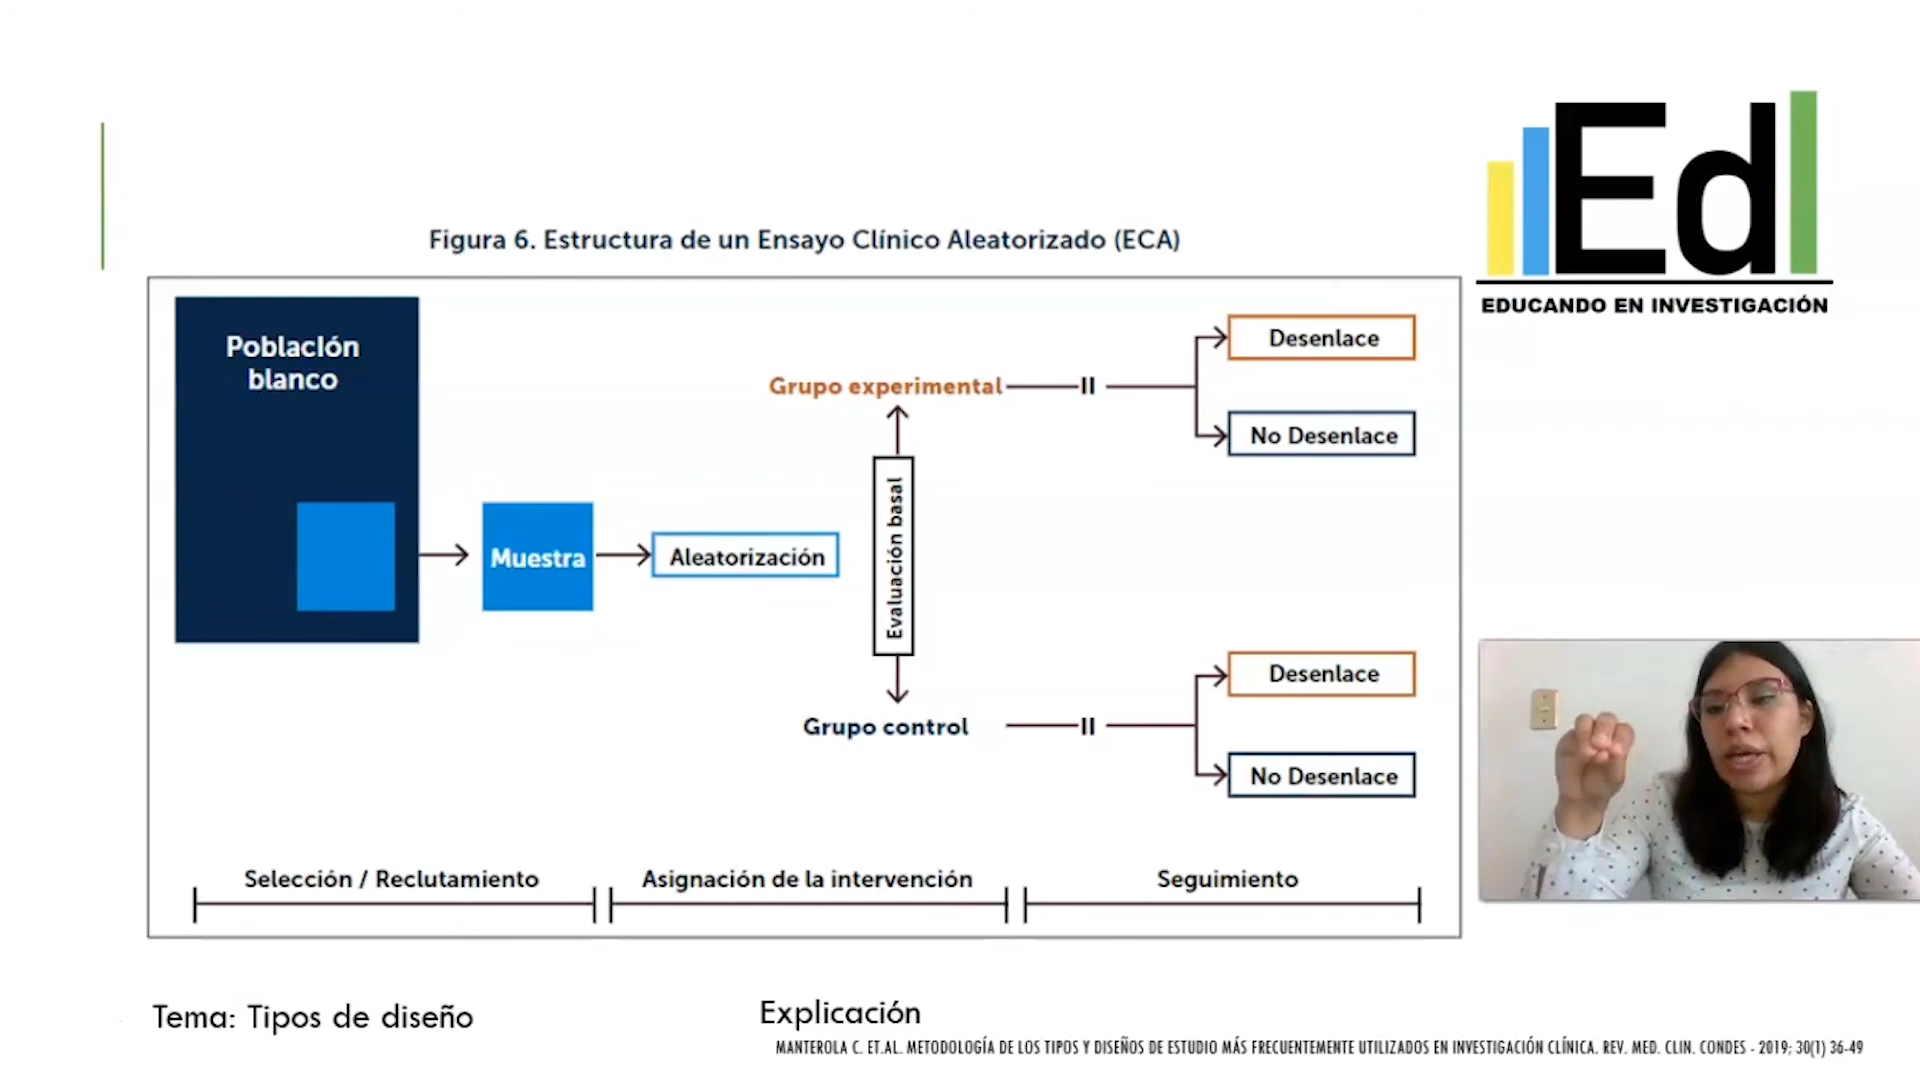 EdI
EDUCANDO EN INVESTIGACIÓN
Figura 6. Estructura de un Ensayo Clínico Aleatorizado (ECA)
Población
blanco
Muestra
Aleatorización
Evaluación basal
Grupo experimental
Desenlace
No Desenlace
Grupo control
Desenlace
No Desenlace
Selección / Reclutamiento
Asignación de la intervención
Seguimiento
Tema: Tipos de diseño
Explicación
MANTEROLA C. ET.AL. METODOLOGÍA DE LOS TIPOS Y DISEÑOS DE ESTUDIO MÁS FRECUENTEMENTE UTILIZADOS EN INVESTIGACIÓN CLÍNICA. REV. MED. CLIN. CONDES - 2019; 30(1) 36-49